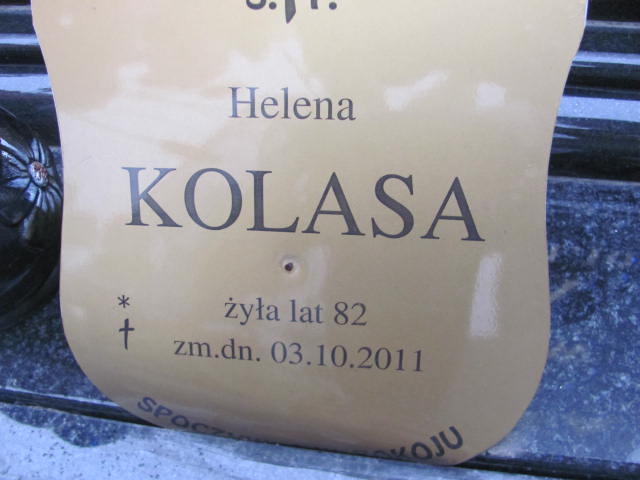 Helena
KOLASA
* żyła lat 82
† zm.dn. 03.10.2011